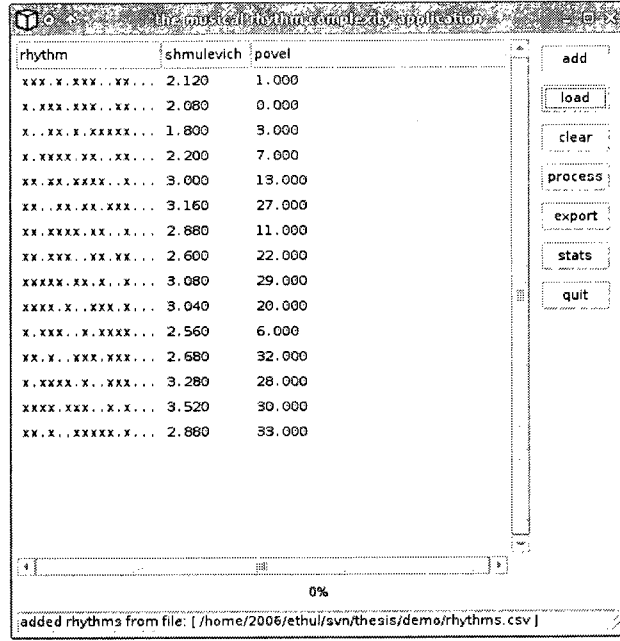 the musical rhythm complexity application
rhythm shmulevich povel
xxx.x.xxx..xx... 2.120 1.000
x.xxx.xxx..xx... 2.080 0.000
x..xx.x.xxxxx... 1.800 3.000
x.xxxx.xx..xx... 2.200 7.000
xx.xx.xxxx..x... 3.000 13.000
xx..xx.xx.xxx... 3.160 27.000
xx.xxxx.xx..x... 2.880 11.000
xx.xxx..xx.xx... 2.600 22.000
xxxxx.xx.x..x... 3.080 29.000
xxxx.x..xxx.x... 3.040 20.000
x.xxx..x.xxxx... 2.560 6.000
xx.x..xxx.xxx... 2.680 32.000
x.xxxx.x..xxx... 3.280 28.000
xxxx.xxx..x.x... 3.520 30.000
xx.x..xxxxx.x... 2.880 33.000
add
load
clear
process
export
stats
quit
0%
added rhythms from file: [ /home/2006/ethul/svn/thesis/demo/rhythms.csv ]